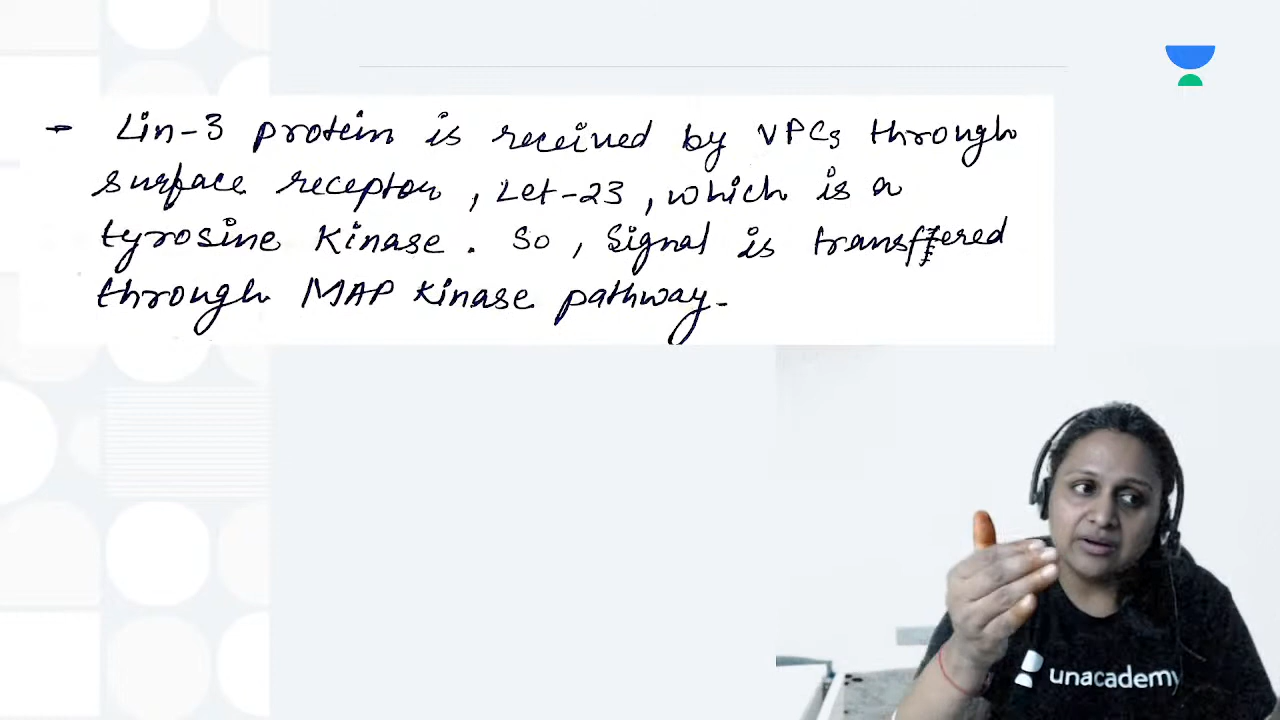 - Lin-3 protein is received by VPCs through
surface receptor, Let-23, which is a
tyrosine kinase. So, Signal is transffered
through MAP kinase pathway.
unacademy